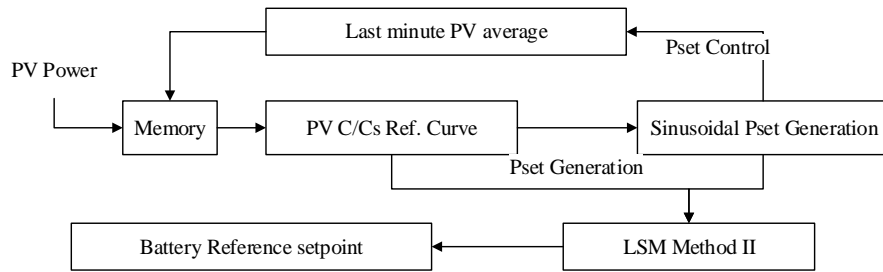 Last minute PV average
Pset Control
PV Power
Memory
PV C/Cs Ref. Curve
Sinusoidal Pset Generation
Pset Generation
Battery Reference setpoint
LSM Method II